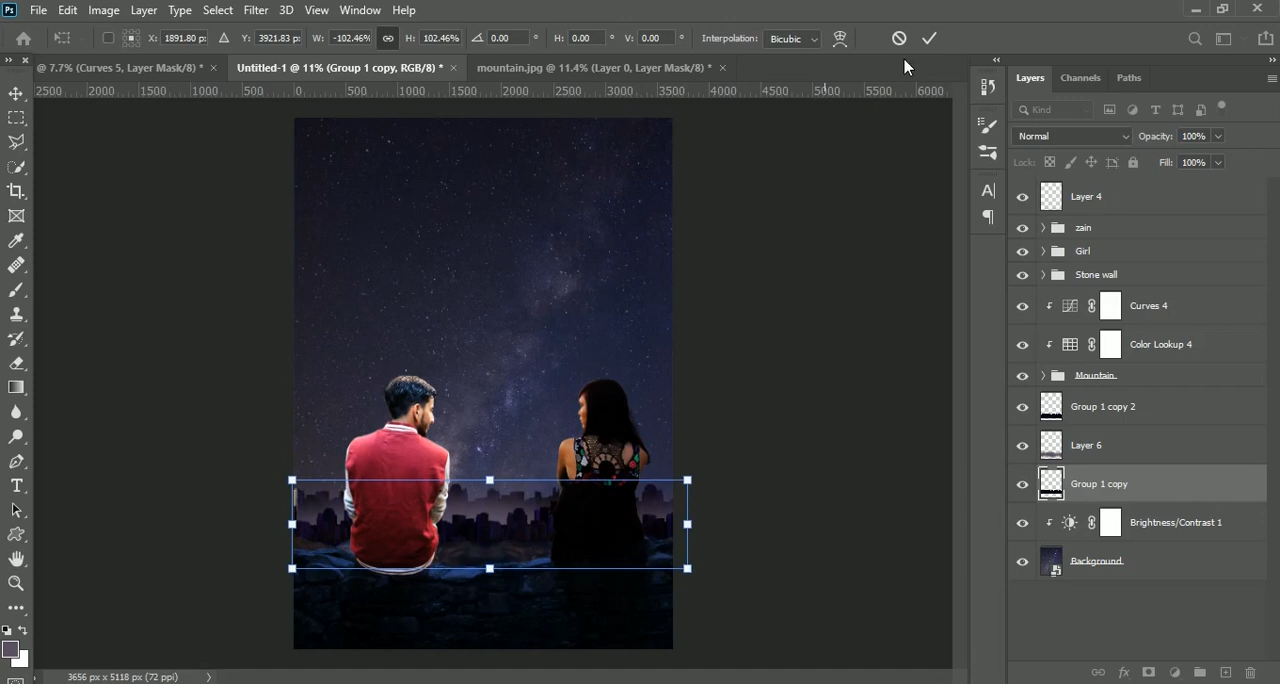 Ps File Edit Image Layer Type Select Filter 3D View Window Help
X: 1891.80 px Y: 3921.83 px W: -102.46% H: 102.46% 0.00 ° H: 0.00 ° V: 0.00 ° Interpolation: Bicubic
@ 7.7% (Curves 5, Layer Mask/8) * × Untitled-1 @ 11% (Group 1 copy, RGB/8) * × mountain.jpg @ 11.4% (Layer 0, Layer Mask/8) * ×
2500 2000 1500 1000 500 0 500 1000 1500 2000 2500 3000 3500 4000 4500 5000 5500 6000
Layers Channels Paths
Kind
Normal Opacity: 100%
Lock: Fill: 100%
Layer 4
zain
Girl
Stone wall
Curves 4
Color Lookup 4
Mountain
Group 1 copy 2
Layer 6
Group 1 copy
Brightness/Contrast 1
Background
3656 px x 5118 px (72 ppi)